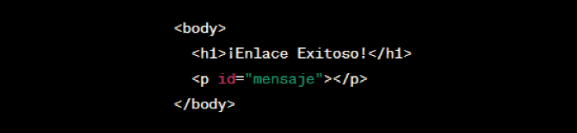 <body>
<h1>¡Enlace Exitoso!</h1>
<p id="mensaje"></p>
</body>